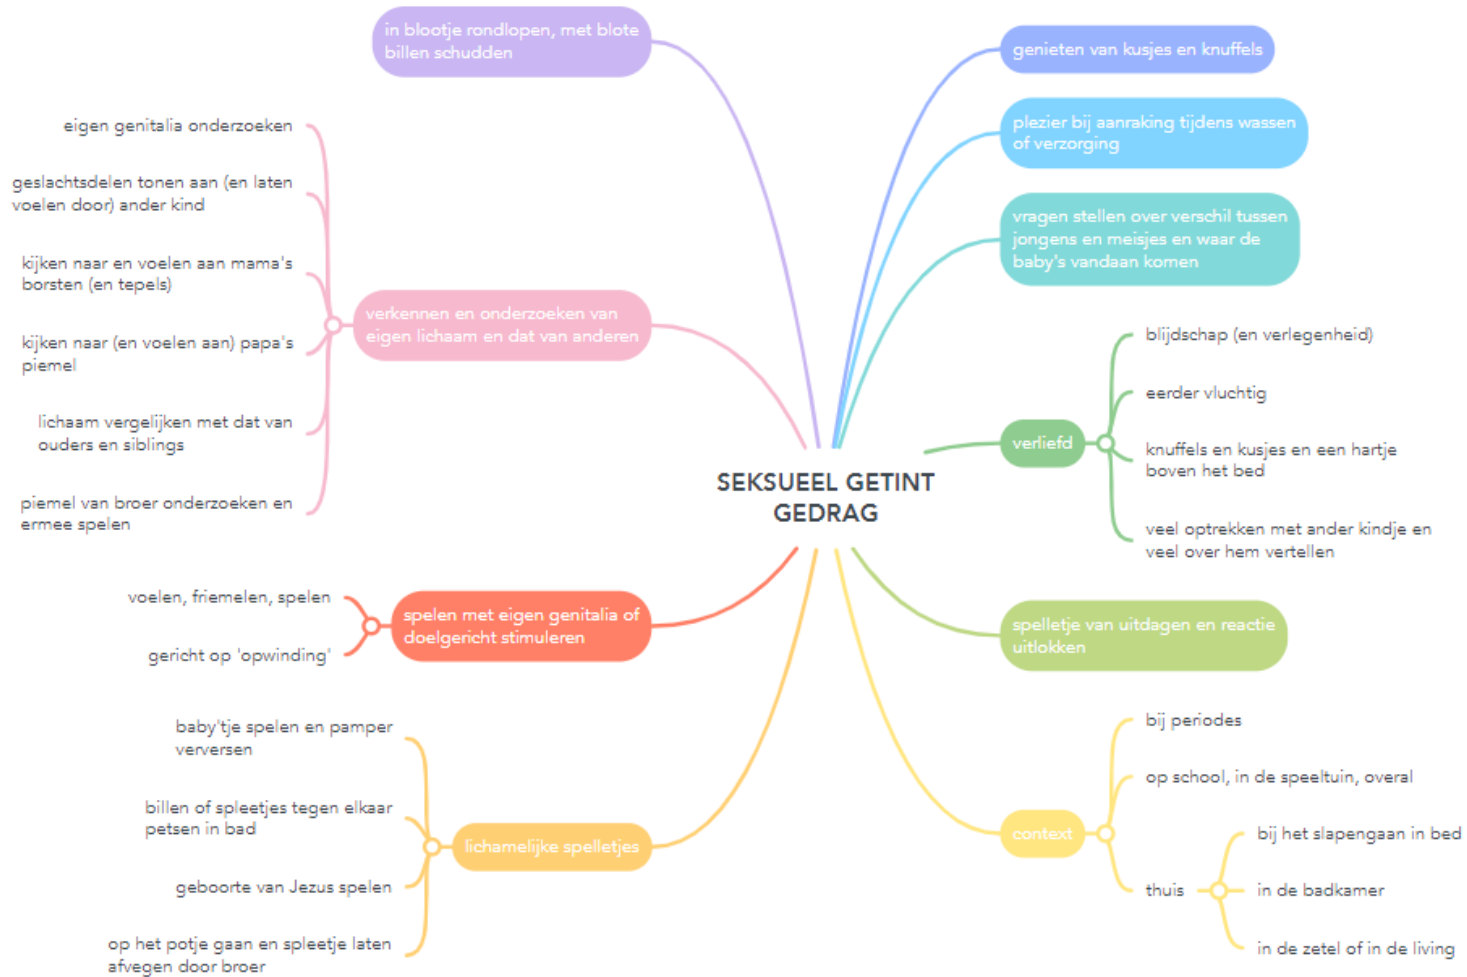 SEKSUEEL GETINT
GEDRAG
in blootje rondlopen, met blote
billen schudden
verkennen en onderzoeken van
eigen lichaam en dat van anderen
eigen genitalia onderzoeken
geslachtsdelen tonen aan (en laten
voelen door) ander kind
kijken naar en voelen aan mama's
borsten (en tepels)
kijken naar (en voelen aan) papa's
piemel
lichaam vergelijken met dat van
ouders en siblings
piemel van broer onderzoeken en
ermee spelen
spelen met eigen genitalia of
doelgericht stimuleren
voelen, friemelen, spelen
gericht op 'opwinding'
lichamelijke spelletjes
baby'tje spelen en pamper
verversen
billen of spleetjes tegen elkaar
petsen in bad
geboorte van Jezus spelen
op het potje gaan en spleetje laten
afvegen door broer
genieten van kusjes en knuffels
plezier bij aanraking tijdens wassen
of verzorging
vragen stellen over verschil tussen
jongens en meisjes en waar de
baby's vandaan komen
verliefd
blijdschap (en verlegenheid)
eerder vluchtig
knuffels en kusjes en een hartje
boven het bed
veel optrekken met ander kindje en
veel over hem vertellen
spelletje van uitdagen en reactie
uitlokken
context
bij periodes
op school, in de speeltuin, overal
thuis
bij het slapengaan in bed
in de badkamer
in de zetel of in de living